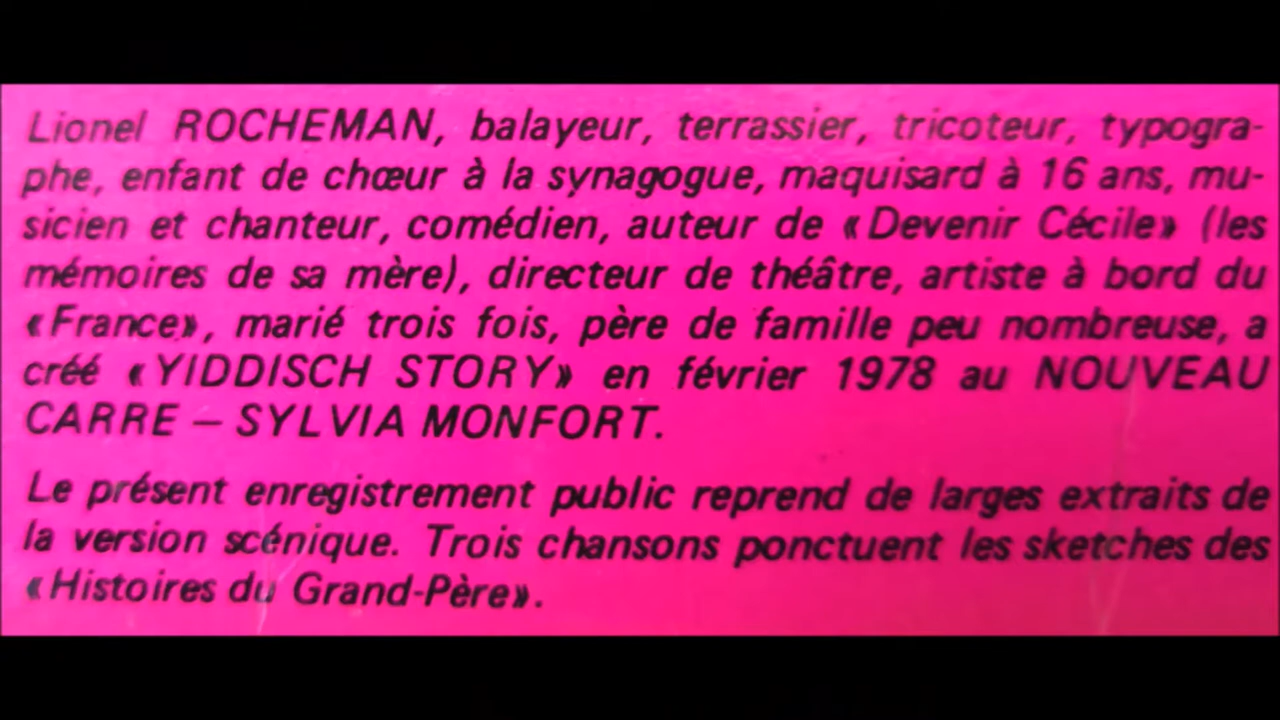 Lionel ROCHEMAN, balayeur, terrassier, tricoteur, typogra-
phe, enfant de chœur à la synagogue, maquisard à 16 ans, mu-
sicien et chanteur, comédien, auteur de «Devenir Cécile» (les
mémoires de sa mère), directeur de théâtre, artiste à bord du
«France», marié trois fois, père de famille peu nombreuse, a
créé «YIDDISCH STORY» en février 1978 au NOUVEAU
CARRE – SYLVIA MONFORT.
Le présent enregistrement public reprend de larges extraits de
la version scénique. Trois chansons ponctuent les sketches des
«Histoires du Grand-Père».